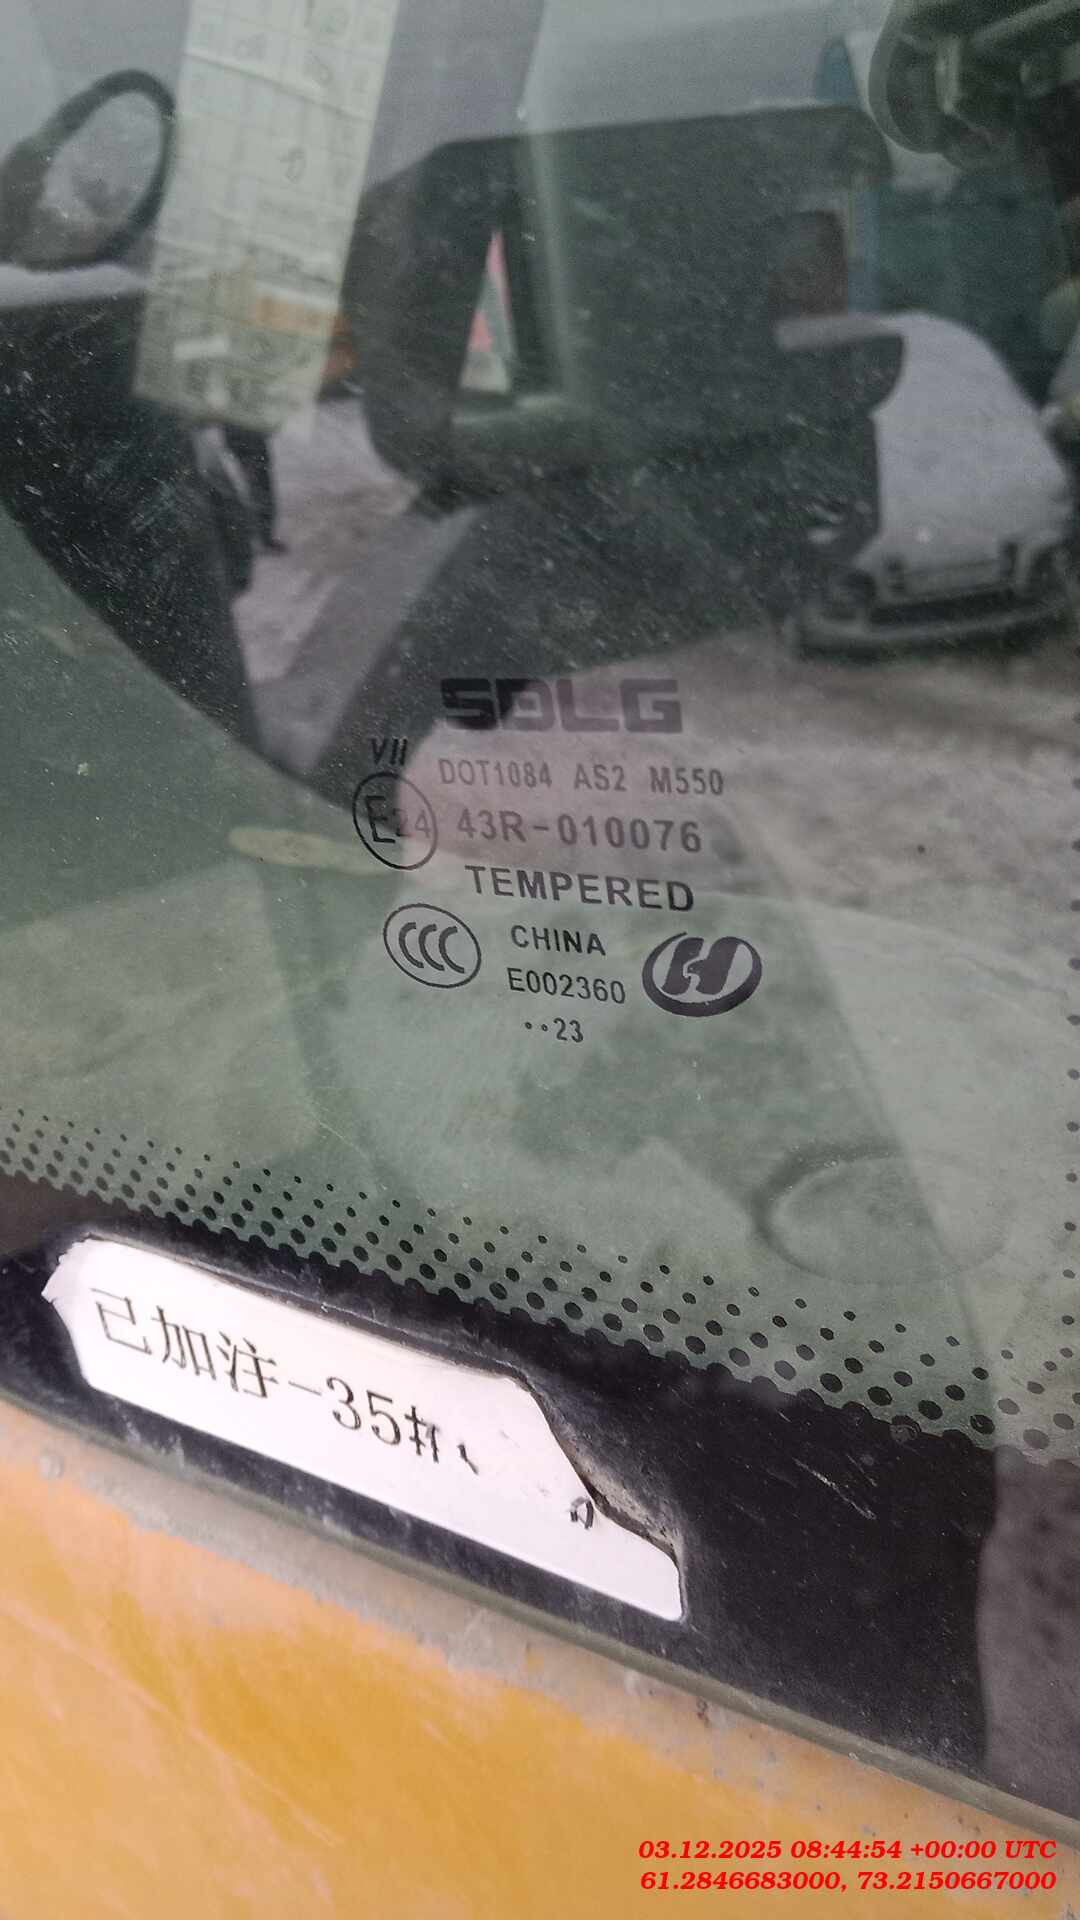 SDLG
VII
DOT1084 AS2 M550
E24 43R-010076
TEMPERED
CCC
CHINA
E002360
··23
已加注-35
03.12.2025 08:44:54 +00:00 UTC
61.2846683000, 73.2150667000